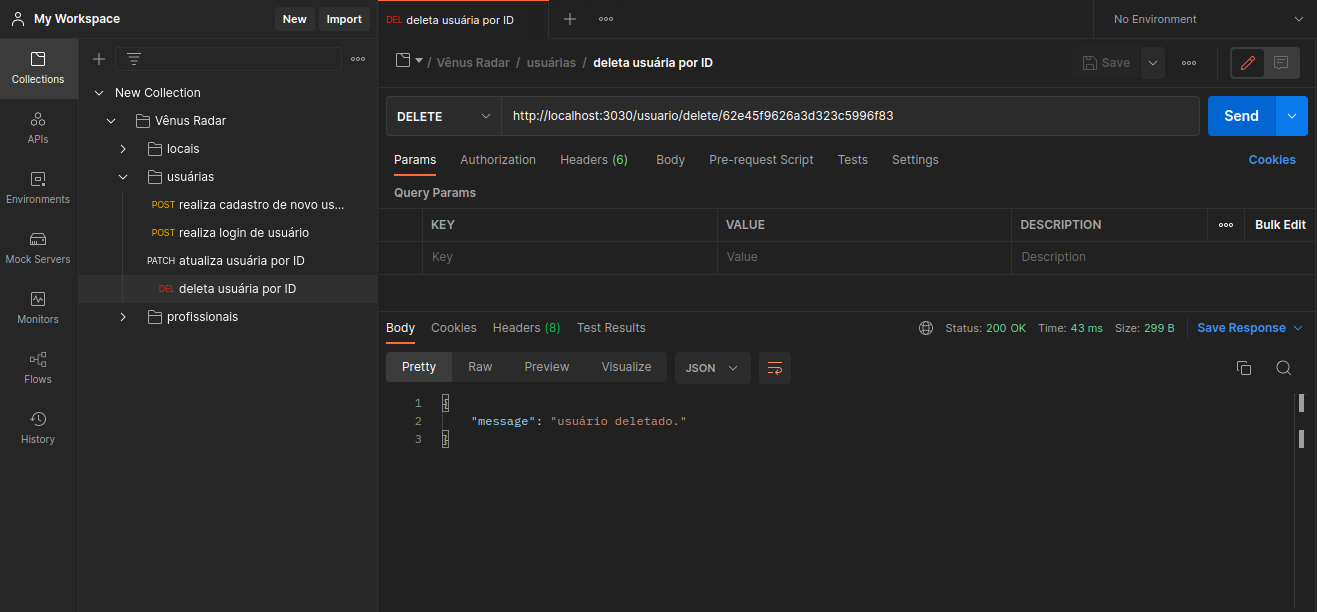 My Workspace
New
Import
DEL deleta usuária por ID
No Environment
Collections
APIs
Environments
Mock Servers
Monitors
Flows
History
New Collection
Vênus Radar
locais
usuárias
POST realiza cadastro de novo us...
POST realiza login de usuário
PATCH atualiza usuária por ID
DEL deleta usuária por ID
profissionais
/ Vênus Radar / usuárias / deleta usuária por ID
Save
DELETE
http://localhost:3030/usuario/delete/62e45f9626a3d323c5996f83
Send
Params Authorization Headers (6) Body Pre-request Script Tests Settings Cookies
Query Params
KEY VALUE DESCRIPTION Bulk Edit
Key Value Description
Body Cookies Headers (8) Test Results Status: 200 OK Time: 43 ms Size: 299 B Save Response
Pretty Raw Preview Visualize JSON
1 {
2 "message": "usuário deletado."
3 }